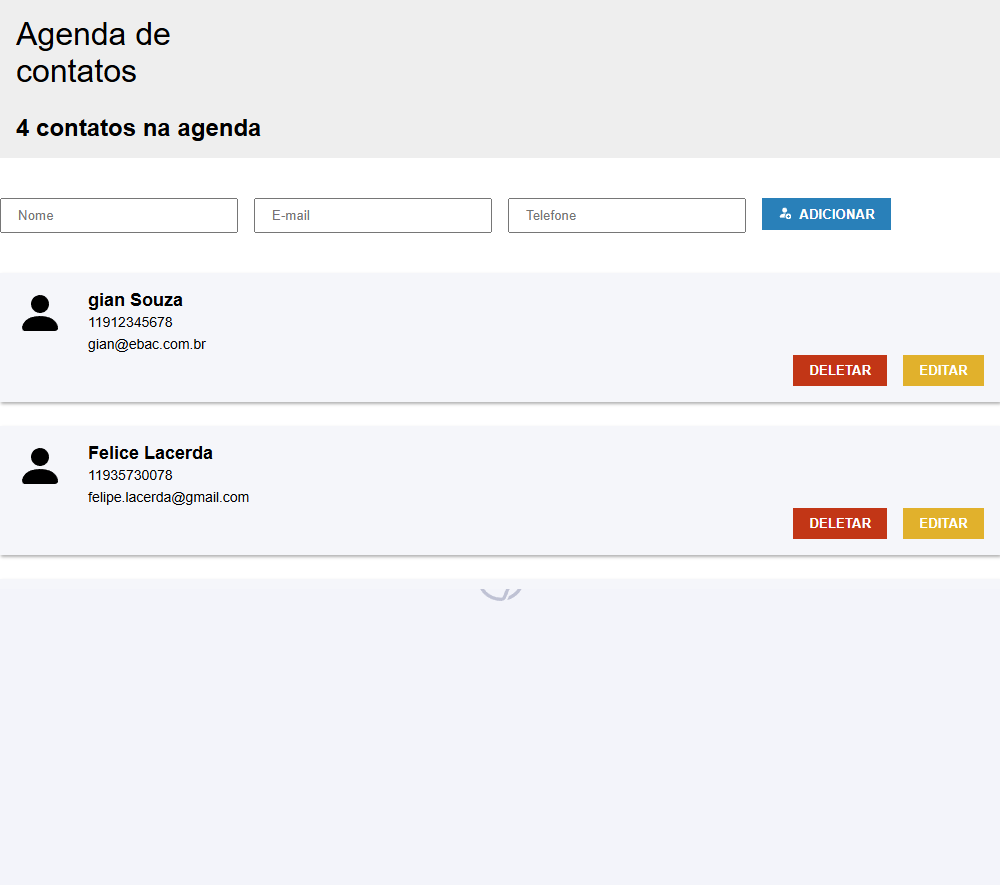 Agenda de
contatos
4 contatos na agenda
Nome E-mail Telefone ADICIONAR
gian Souza
11912345678
gian@ebac.com.br
DELETAR EDITAR
Felice Lacerda
11935730078
felipe.lacerda@gmail.com
DELETAR EDITAR